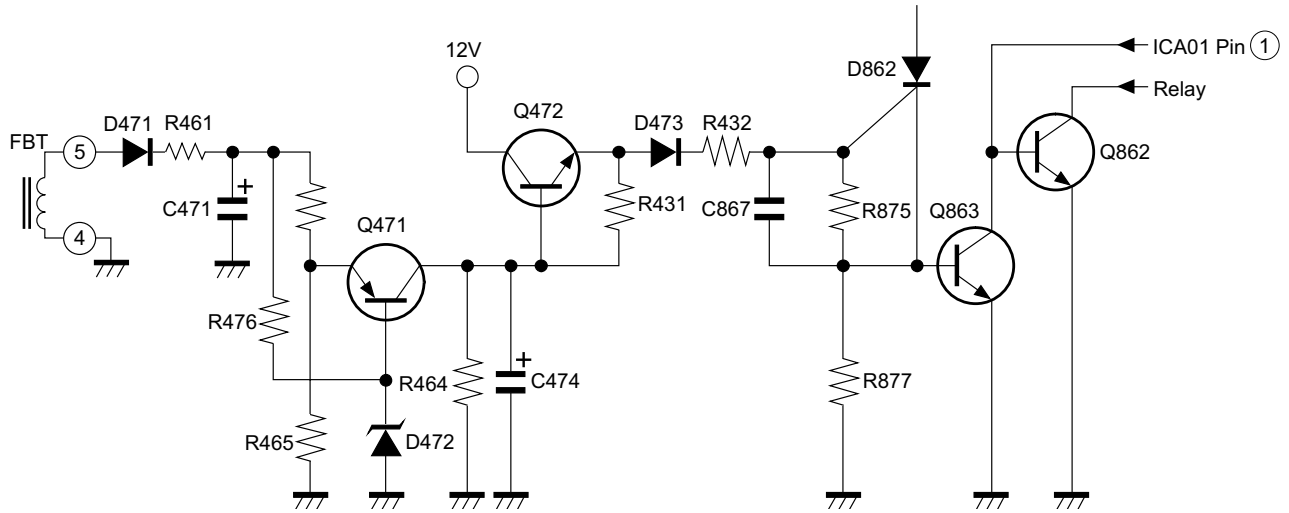 12V
D862
ICA01 Pin 1
Relay
Q472
D471
R461
D473
R432
FBT
5
Q862
C471
+
R431
C867
R875
Q863
Q471
4
R476
+
R464
C474
R877
R465
D472